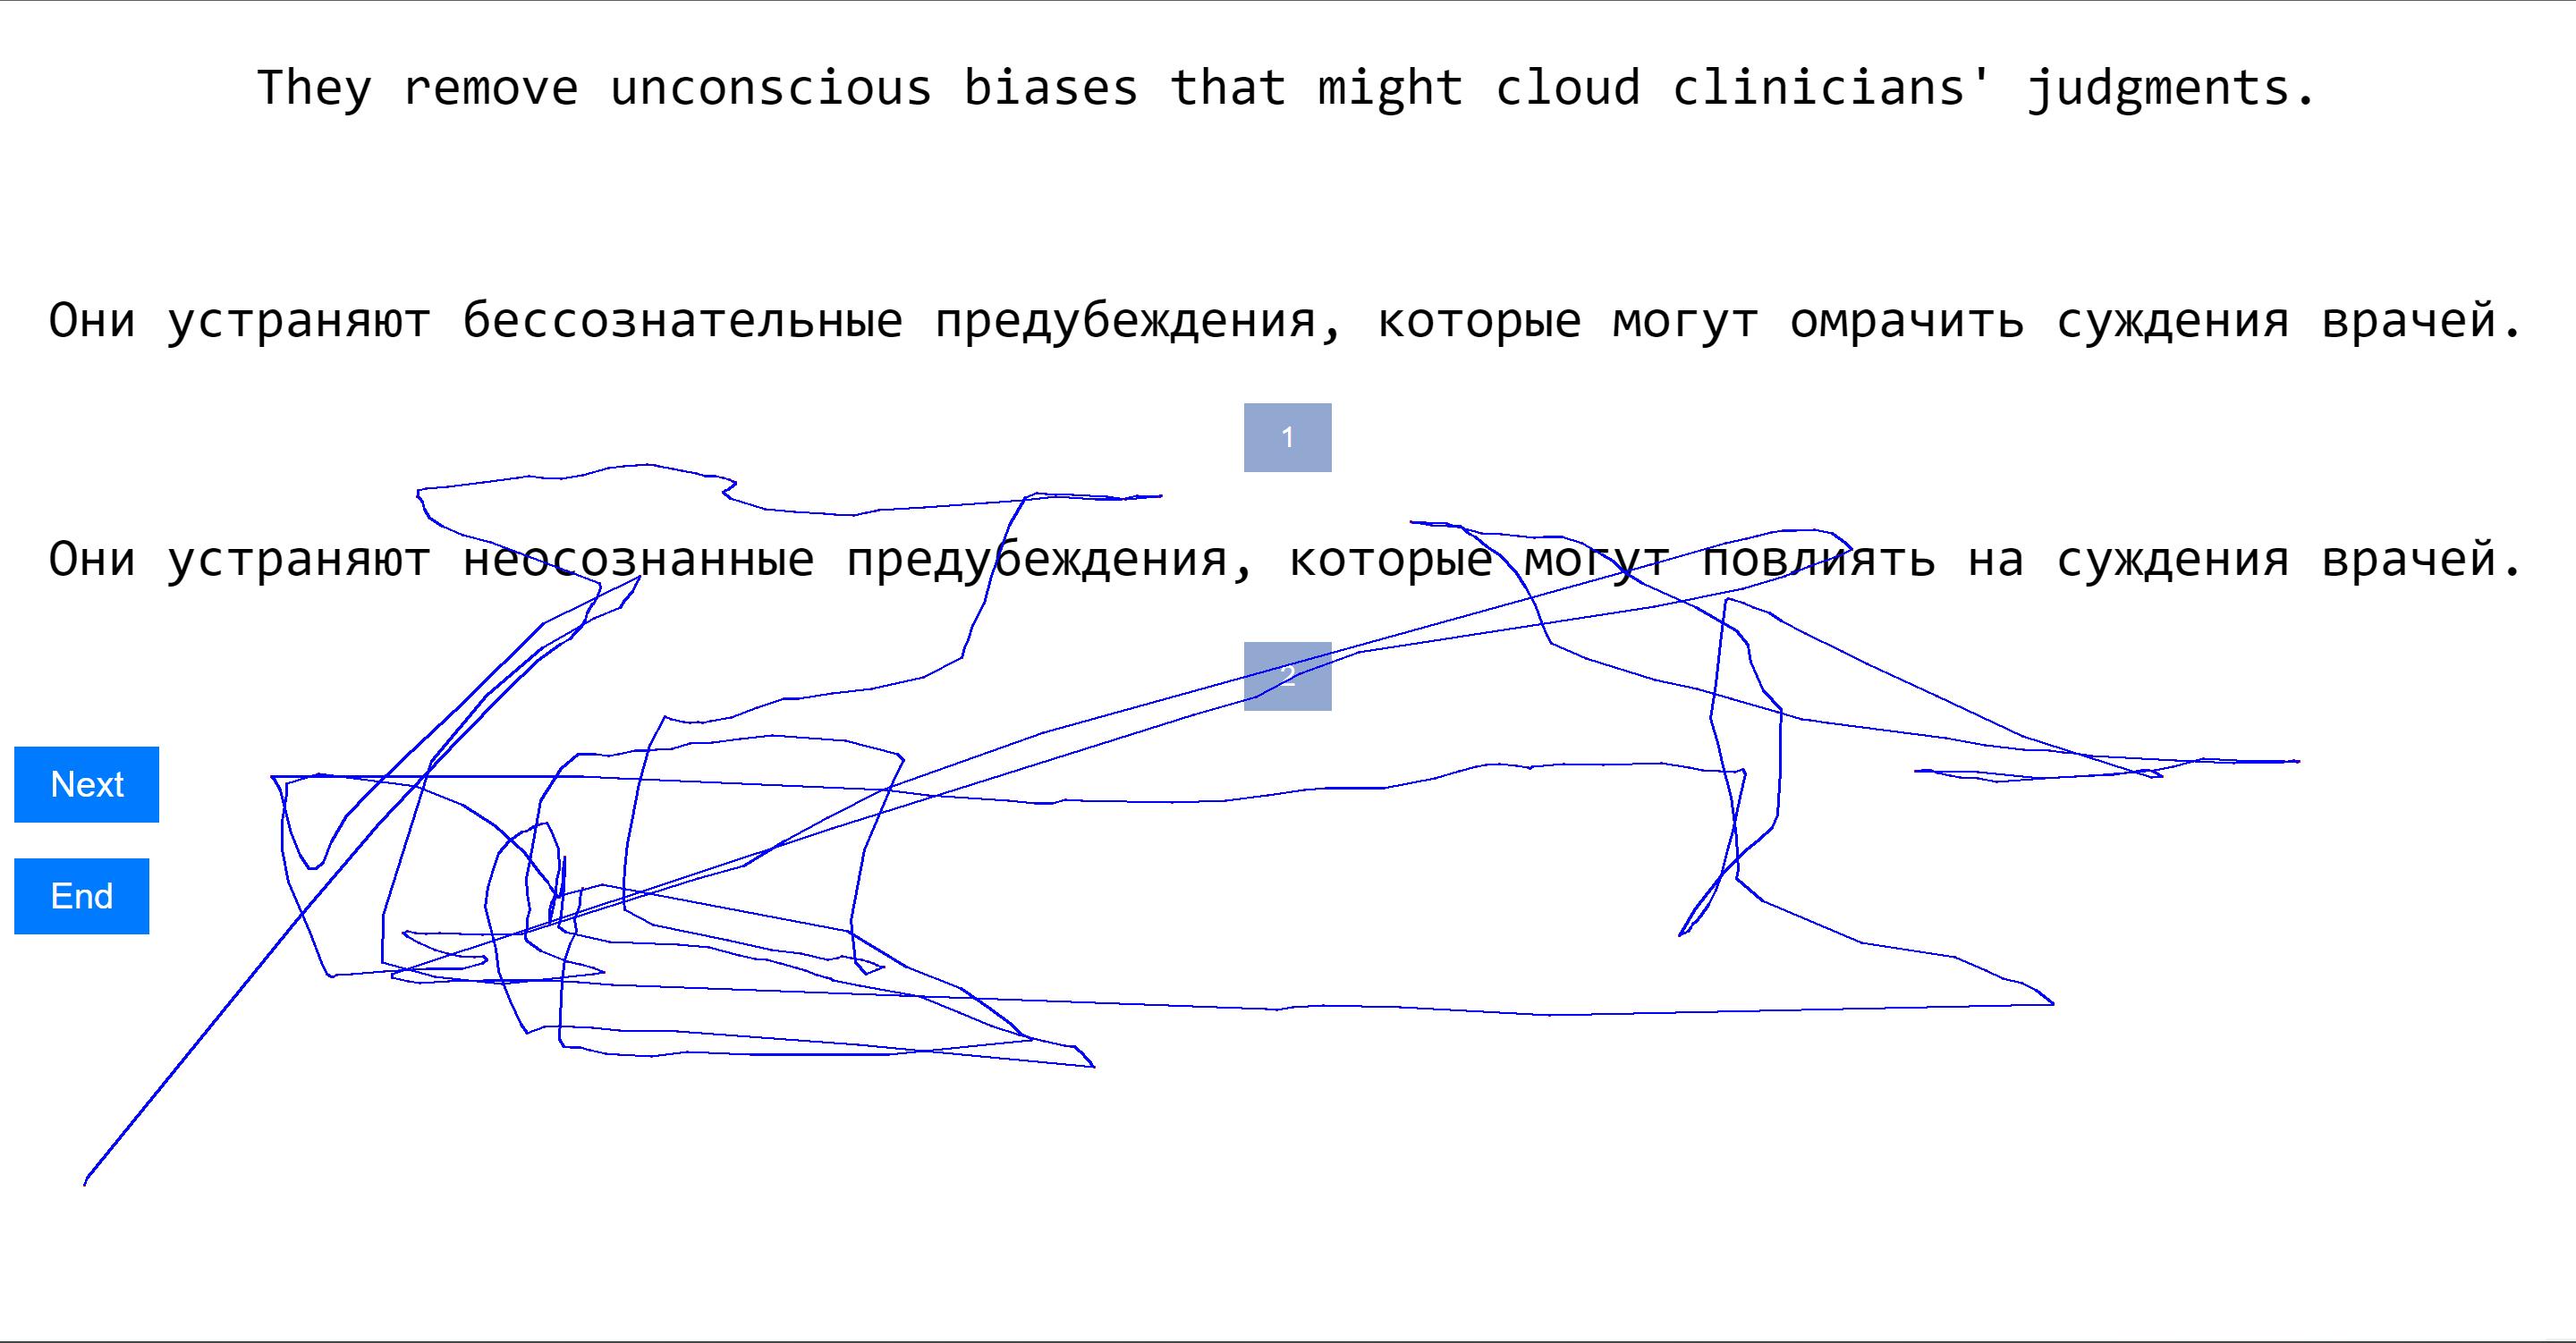 They remove unconscious biases that might cloud clinicians' judgments.
Они устраняют бессознательные предубеждения, которые могут омрачить суждения врачей.
1
Они устраняют неосознанные предубеждения, которые могут повлиять на суждения врачей.
2
Next
End